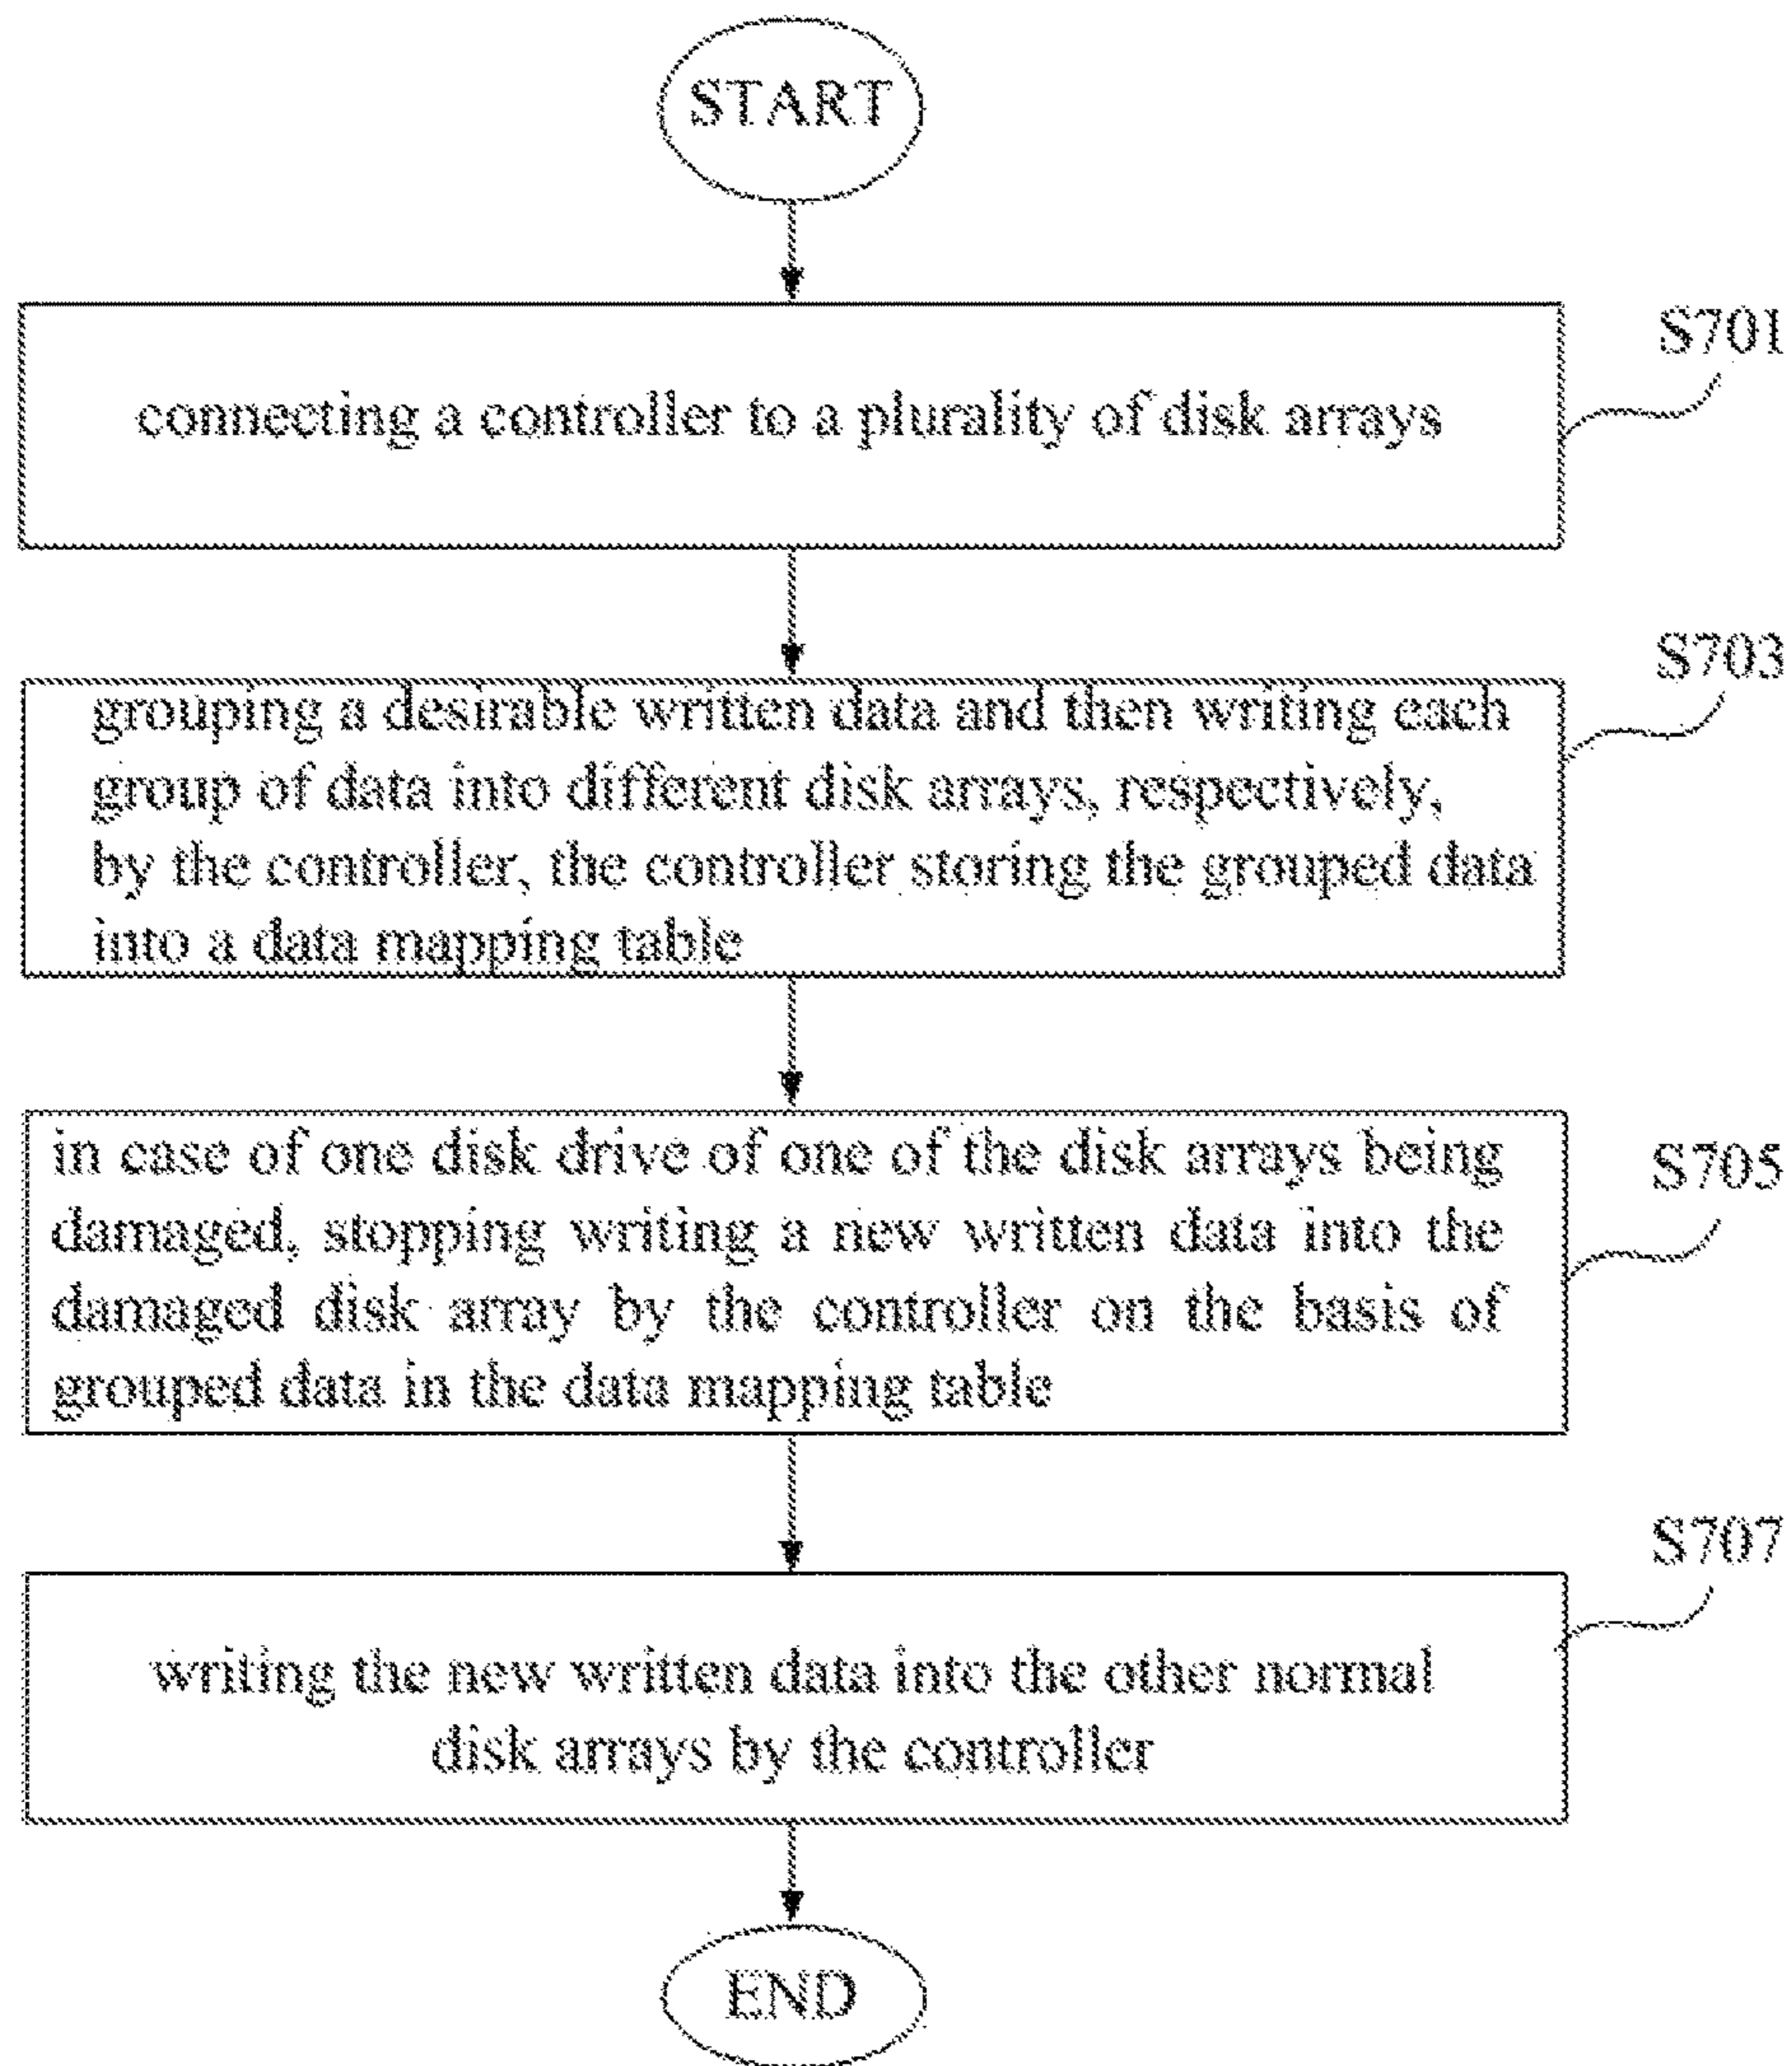 START
S701
connecting a controller to a plurality of disk arrays
S703
grouping a desirable written data and then writing each
group of data into different disk arrays, respectively,
by the controller, the controller storing the grouped data
into a data mapping table
S705
in case of one disk drive of one of the disk arrays being
damaged, stopping writing a new written data into the
damaged disk array by the controller on the basis of
grouped data in the data mapping table
S707
writing the new written data into the other normal
disk arrays by the controller
END